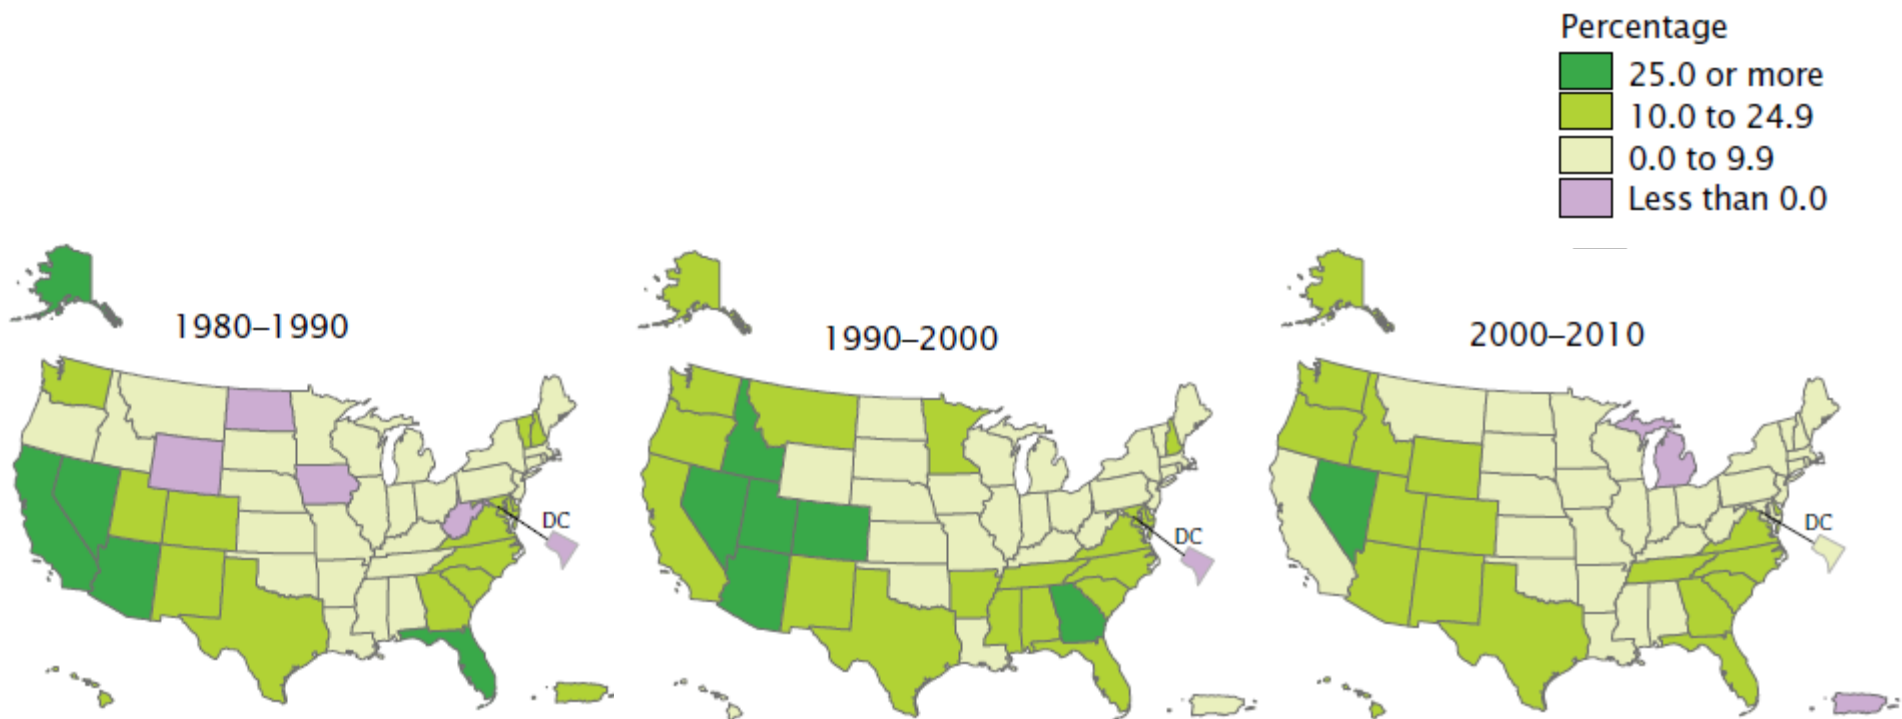 Percentage
25.0 or more
10.0 to 24.9
0.0 to 9.9
Less than 0.0
1980–1990
DC
1990–2000
DC
2000–2010
DC